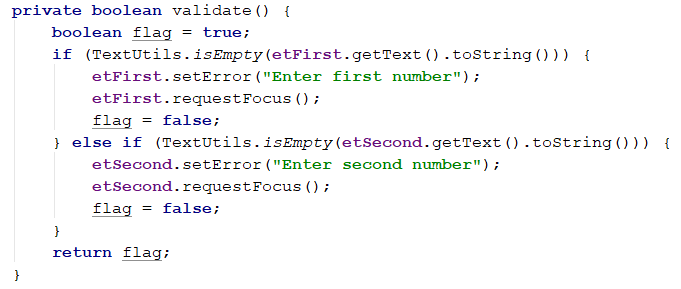 private boolean validate() {
    boolean flag = true;
    if (TextUtils.isEmpty(etFirst.getText().toString())) {
        etFirst.setError("Enter first number");
        etFirst.requestFocus();
        flag = false;
    } else if (TextUtils.isEmpty(etSecond.getText().toString())) {
        etSecond.setError("Enter second number");
        etSecond.requestFocus();
        flag = false;
    }
    return flag;
}